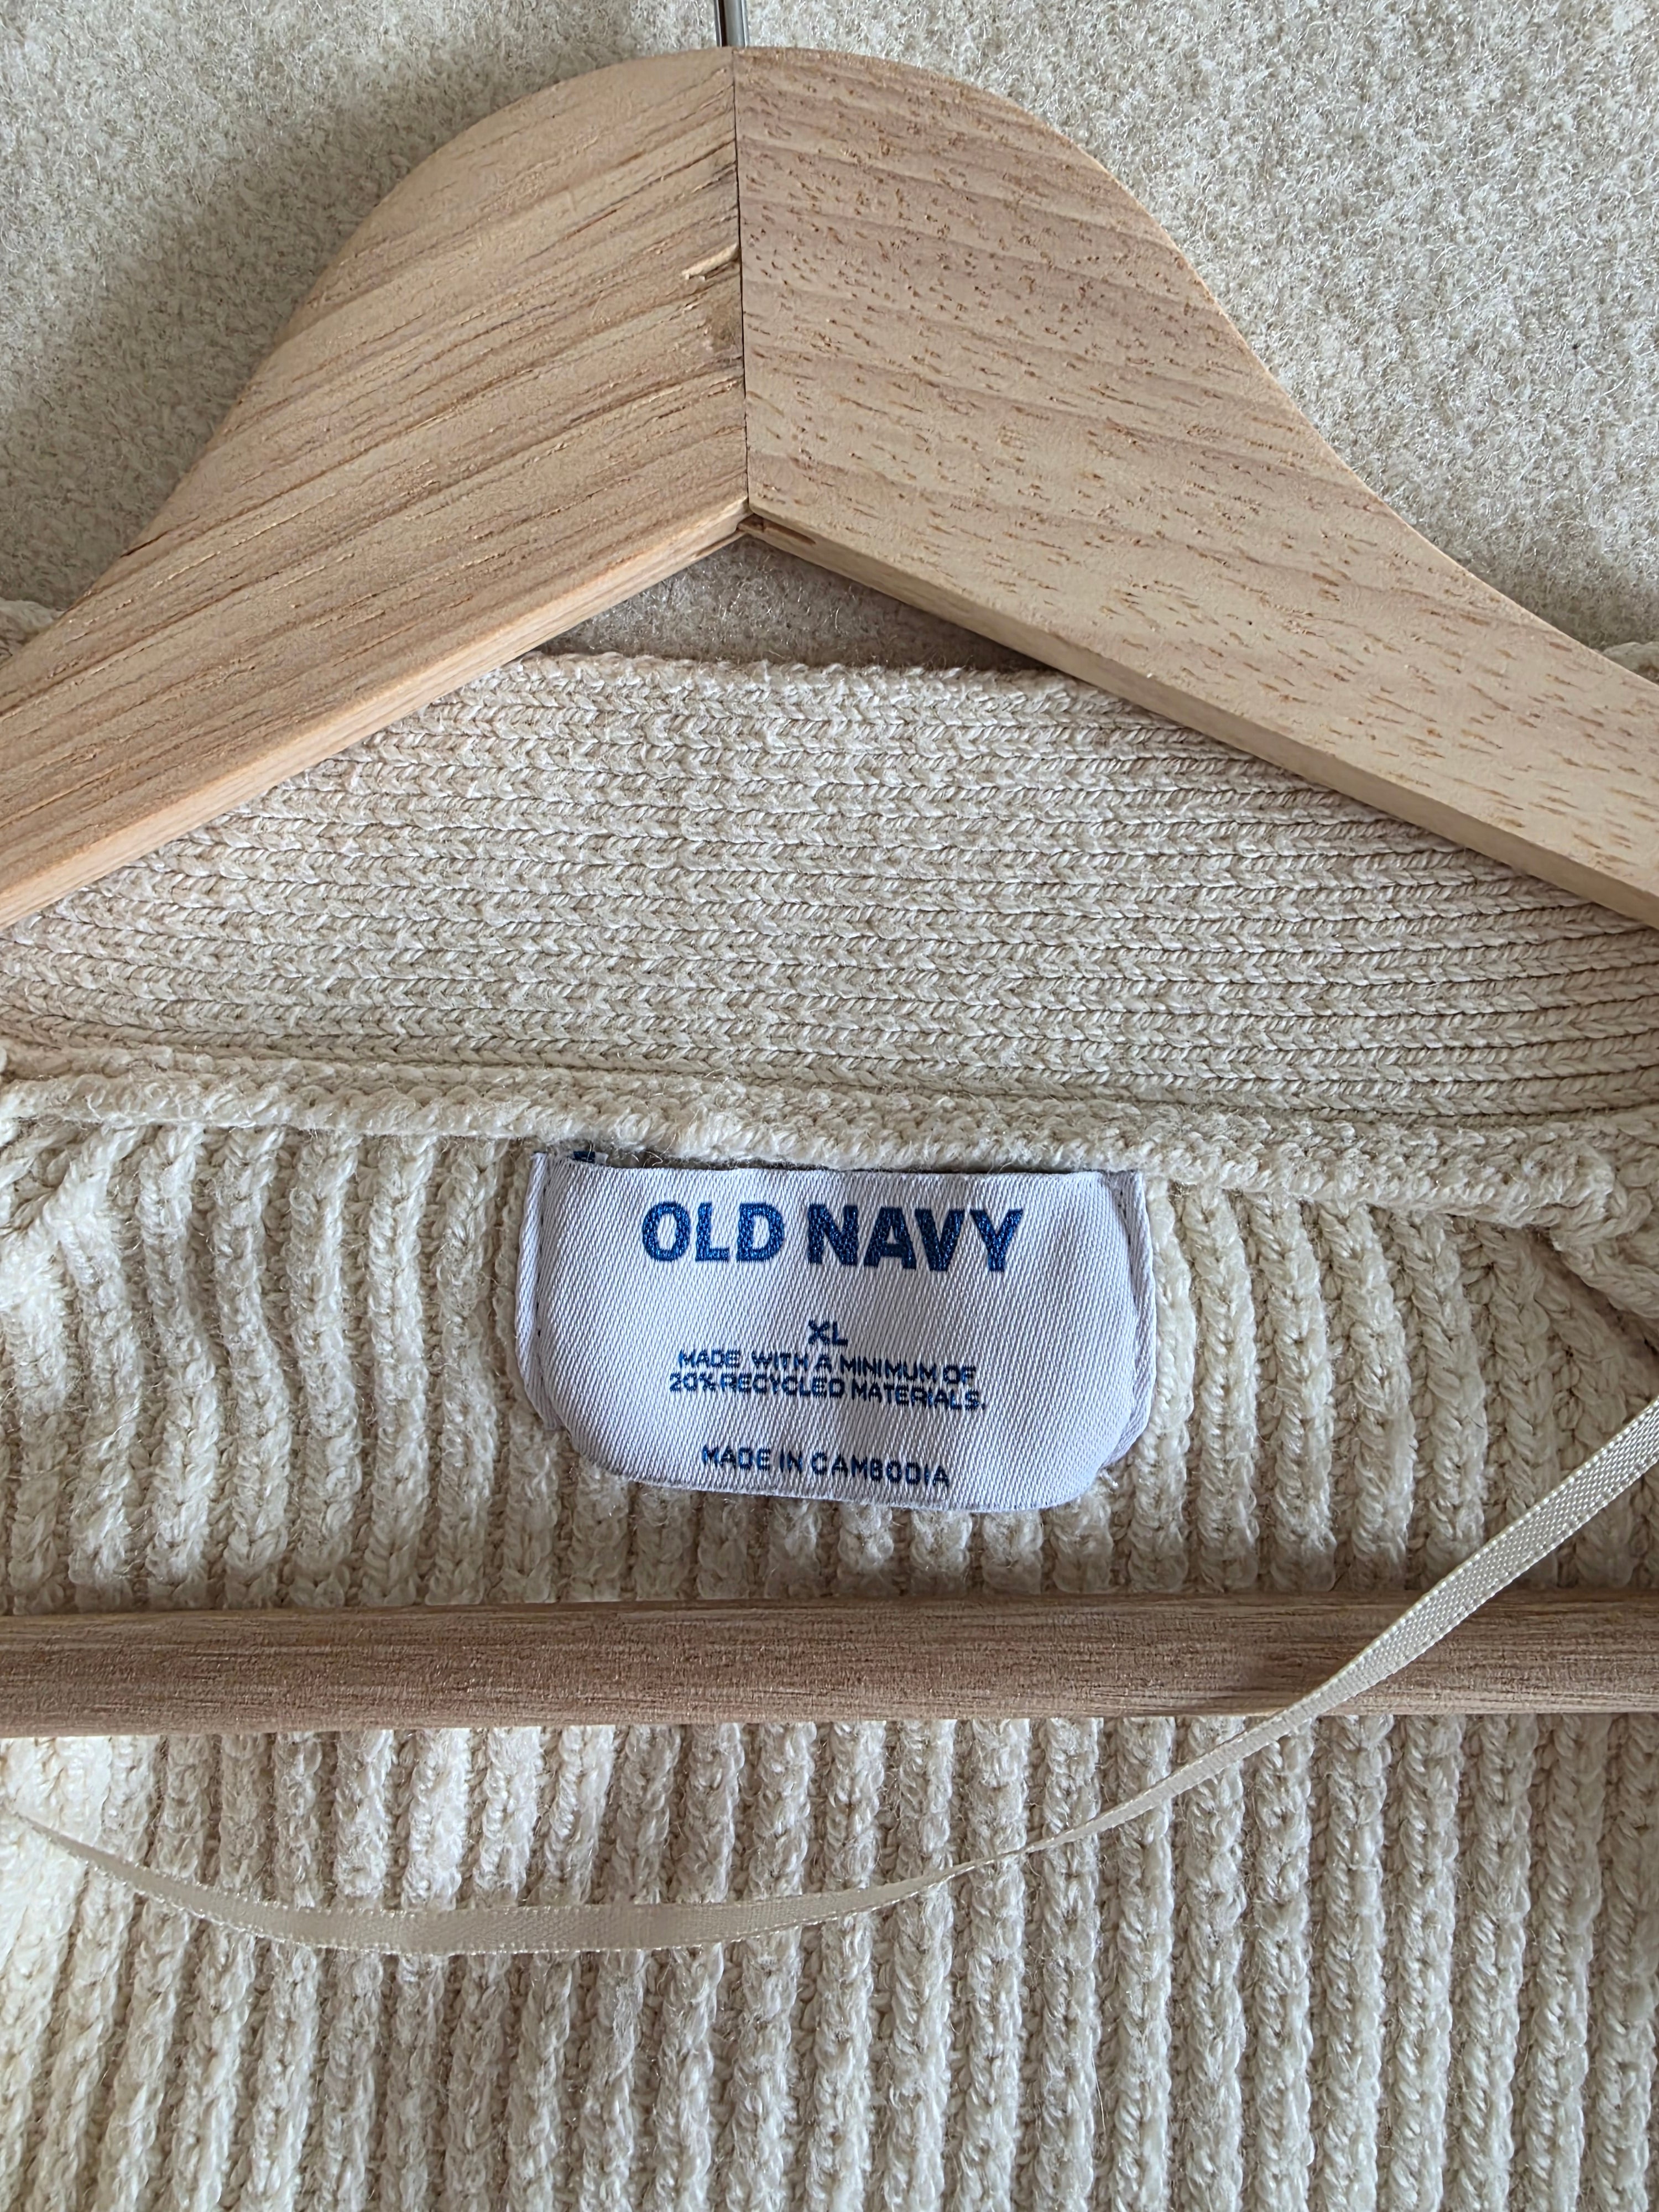 OLD NAVY
XL
MADE WITH A MINIMUM OF
20% RECYCLED MATERIALS.
MADE IN CAMBODIA